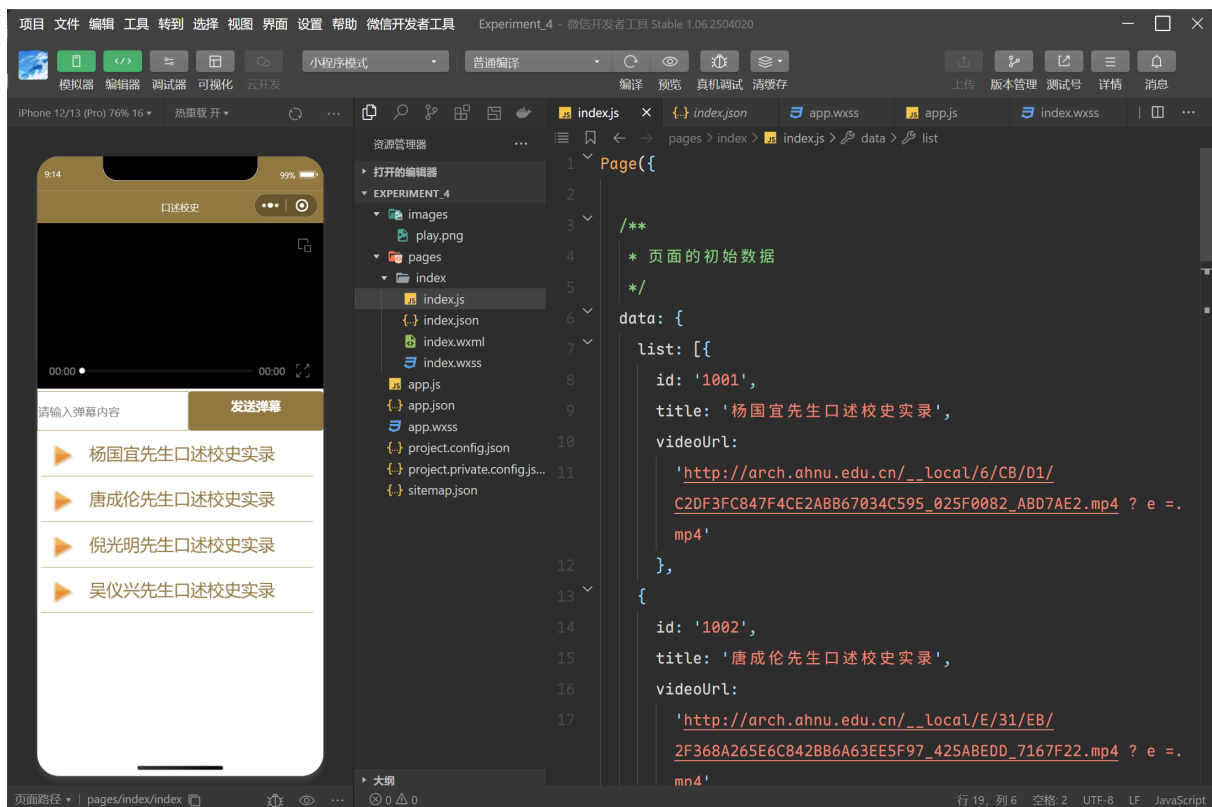 项目 文件 编辑 工具 转到 选择 视图 界面 设置 帮助 微信开发者工具 Experiment_4 - 微信开发者工具 Stable 1.06.2504020
小程序模式 普通编译
模拟器 编辑器 调试器 可视化 云开发 编译 预览 真机调试 清缓存 上传 版本管理 测试号 详情 消息
iPhone 12/13 (Pro) 76% 16 热重载 开
9:14 99%
口述校史
00:00 00:00
请输入弹幕内容 发送弹幕
杨国宜先生口述校史实录
唐成伦先生口述校史实录
倪光明先生口述校史实录
吴仪兴先生口述校史实录
页面路径 pages/index/index
资源管理器
打开的编辑器
EXPERIMENT_4
images
play.png
pages
index
index.js
index.json
index.wxml
index.wxss
app.js
app.json
app.wxss
project.config.json
project.private.config.js...
sitemap.json
大纲
0 0
index.js index.json app.wxss app.js index.wxss
pages > index > index.js > data > list
1 Page({
2
3 /**
4 * 页面的初始数据
5 */
6 data: {
7 list: [{
8 id: '1001',
9 title: '杨国宜先生口述校史实录',
10 videoUrl:
11 'http://arch.ahnu.edu.cn/__local/6/CB/D1/
C2DF3FC847F4CE2ABB67034C595_025F0082_ABD7AE2.mp4 ? e =.
mp4'
12 },
13 {
14 id: '1002',
15 title: '唐成伦先生口述校史实录',
16 videoUrl:
17 'http://arch.ahnu.edu.cn/__local/E/31/EB/
2F368A265E6C842BB6A63EE5F97_425ABEDD_7167F22.mp4 ? e =.
mp4'
行 19, 列 6 空格: 2 UTF-8 LF JavaScript